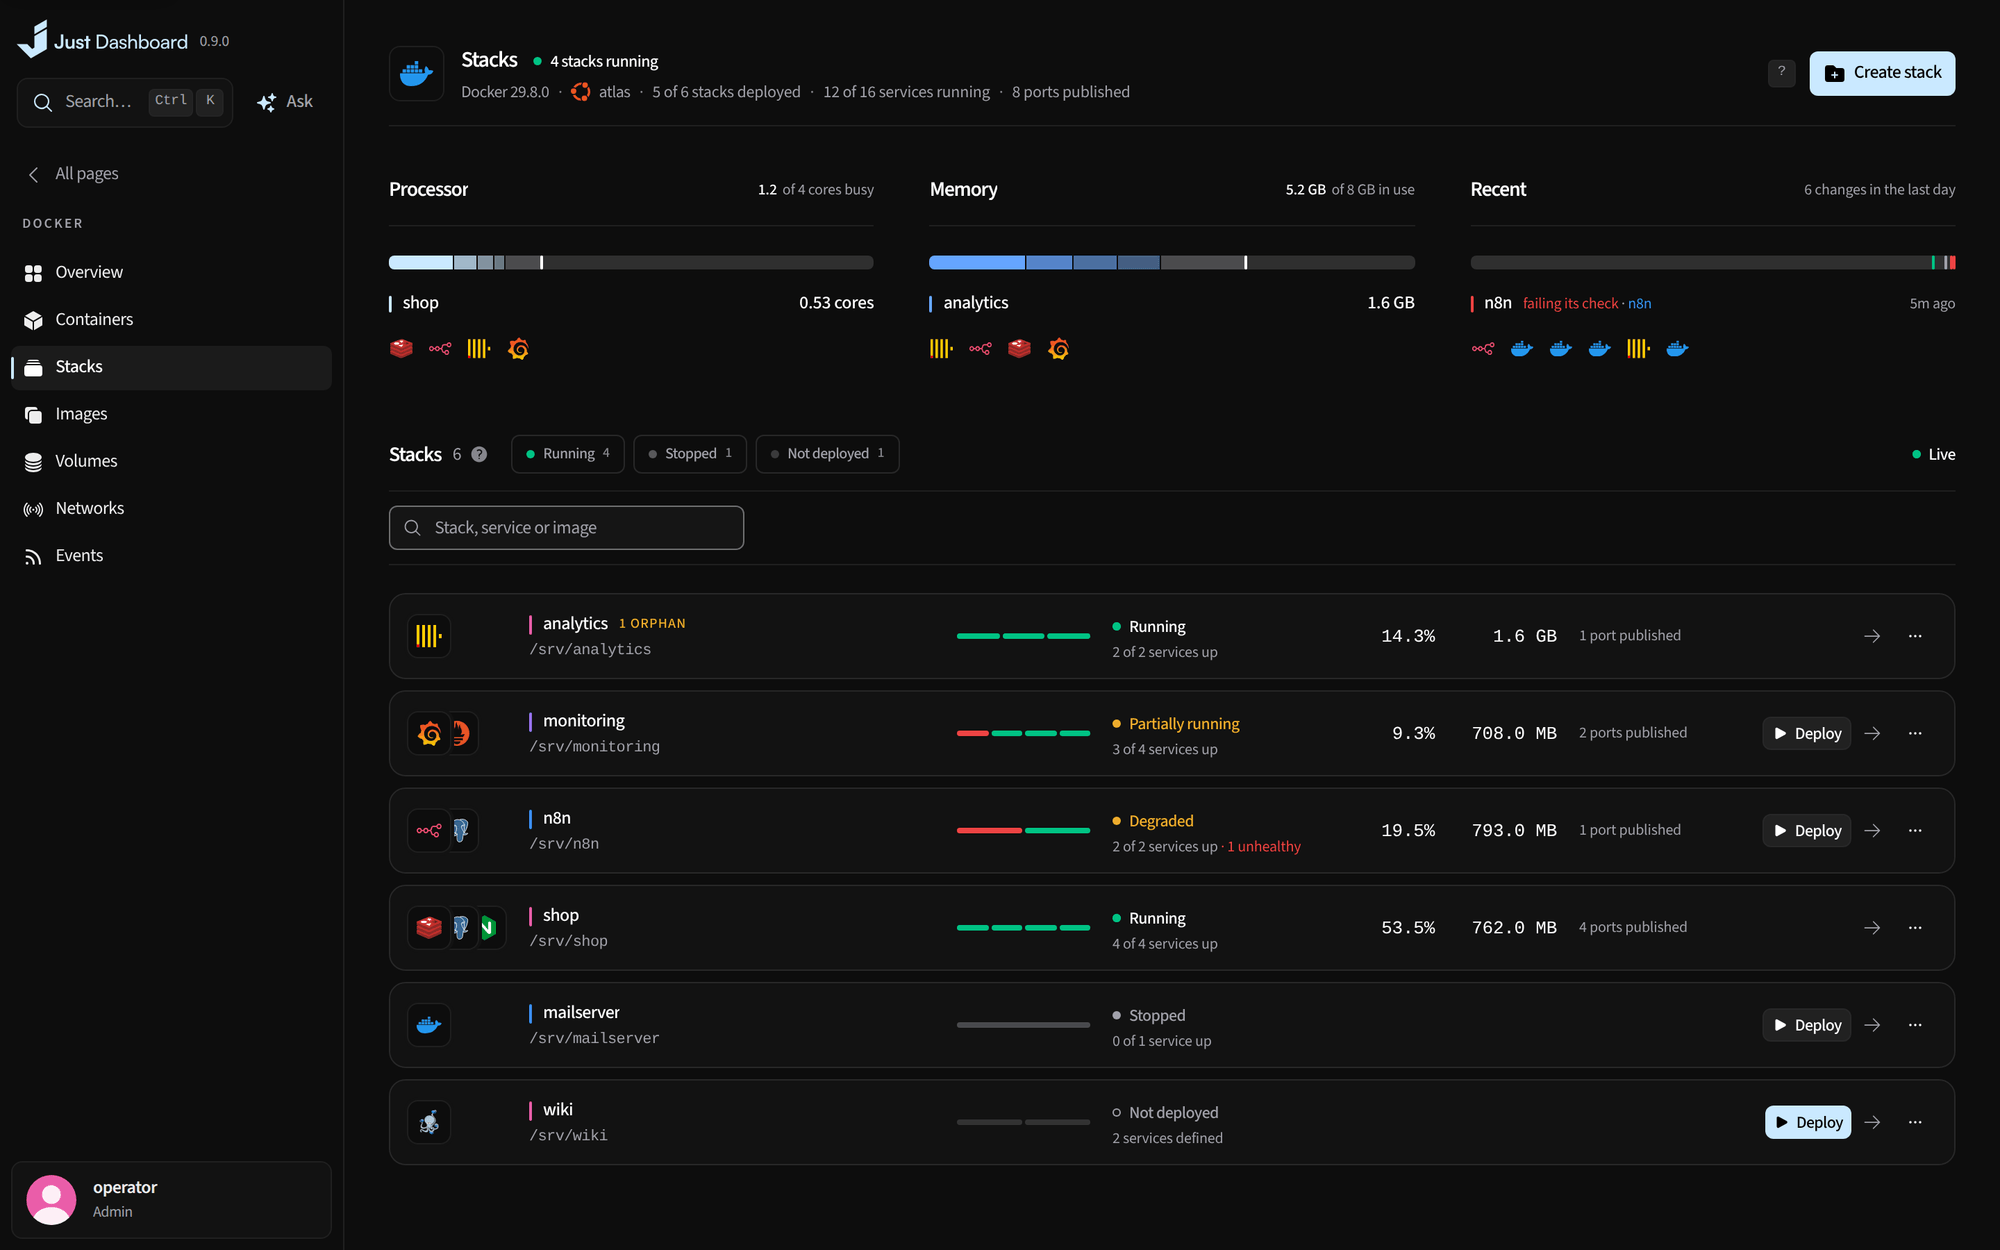 Just Dashboard 0.9.0
Search... Ctrl K
Ask
All pages
DOCKER
Overview
Containers
Stacks
Images
Volumes
Networks
Events
operator
Admin
Stacks 4 stacks running
Docker 29.8.0 · atlas · 5 of 6 stacks deployed · 12 of 16 services running · 8 ports published
?
Create stack
Processor 1.2 of 4 cores busy
shop 0.53 cores
Memory 5.2 GB of 8 GB in use
analytics 1.6 GB
Recent 6 changes in the last day
n8n failing its check · n8n 5m ago
Stacks 6 ? Running 4 Stopped 1 Not deployed 1 Live
Stack, service or image
analytics 1 ORPHAN
/srv/analytics
Running
2 of 2 services up
14.3% 1.6 GB 1 port published
monitoring
/srv/monitoring
Partially running
3 of 4 services up
9.3% 708.0 MB 2 ports published Deploy
n8n
/srv/n8n
Degraded
2 of 2 services up · 1 unhealthy
19.5% 793.0 MB 1 port published Deploy
shop
/srv/shop
Running
4 of 4 services up
53.5% 762.0 MB 4 ports published
mailserver
/srv/mailserver
Stopped
0 of 1 service up
Deploy
wiki
/srv/wiki
Not deployed
2 services defined
Deploy